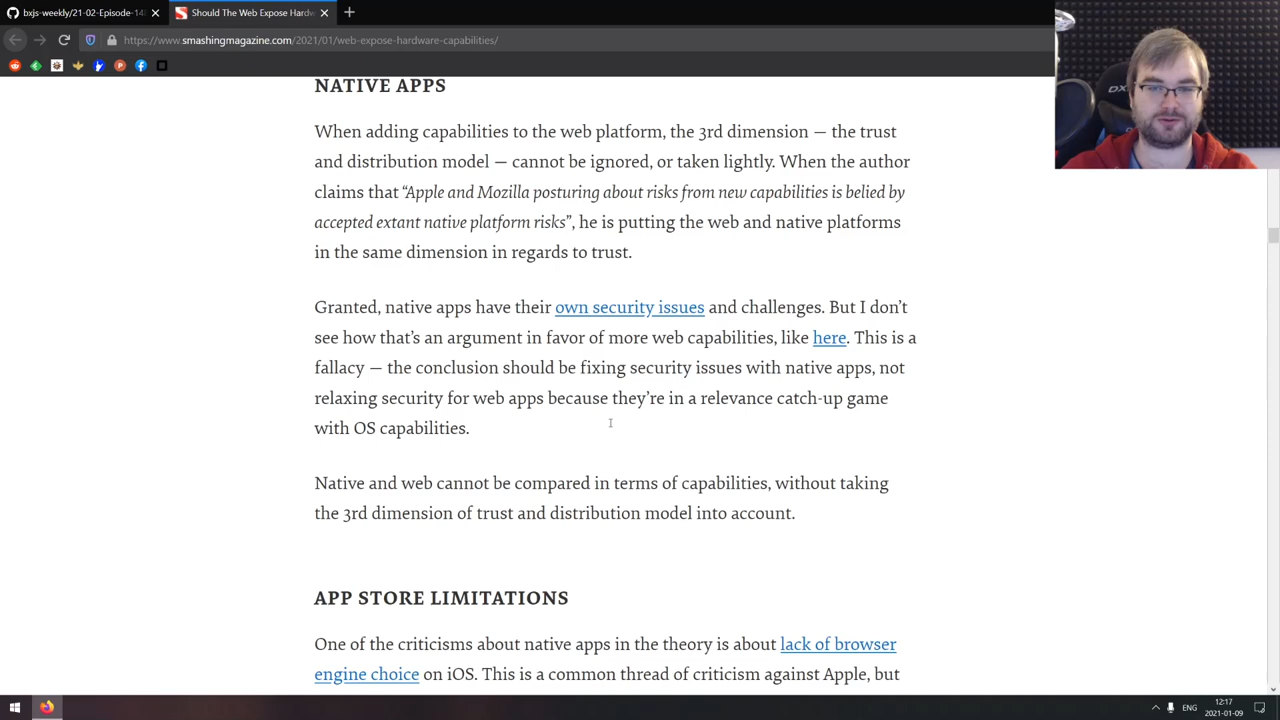 bxjs-weekly/21-02-Episode-148
Should The Web Expose Hardw
https://www.smashingmagazine.com/2021/01/web-expose-hardware-capabilities/
NATIVE APPS
When adding capabilities to the web platform, the 3rd dimension — the trust
and distribution model — cannot be ignored, or taken lightly. When the author
claims that “Apple and Mozilla posturing about risks from new capabilities is belied by
accepted extant native platform risks”, he is putting the web and native platforms
in the same dimension in regards to trust.
Granted, native apps have their own security issues and challenges. But I don’t
see how that’s an argument in favor of more web capabilities, like here. This is a
fallacy — the conclusion should be fixing security issues with native apps, not
relaxing security for web apps because they’re in a relevance catch-up game
with OS capabilities.
Native and web cannot be compared in terms of capabilities, without taking
the 3rd dimension of trust and distribution model into account.
APP STORE LIMITATIONS
One of the criticisms about native apps in the theory is about lack of browser
engine choice on iOS. This is a common thread of criticism against Apple, but
ENG
12:17
2021-01-09